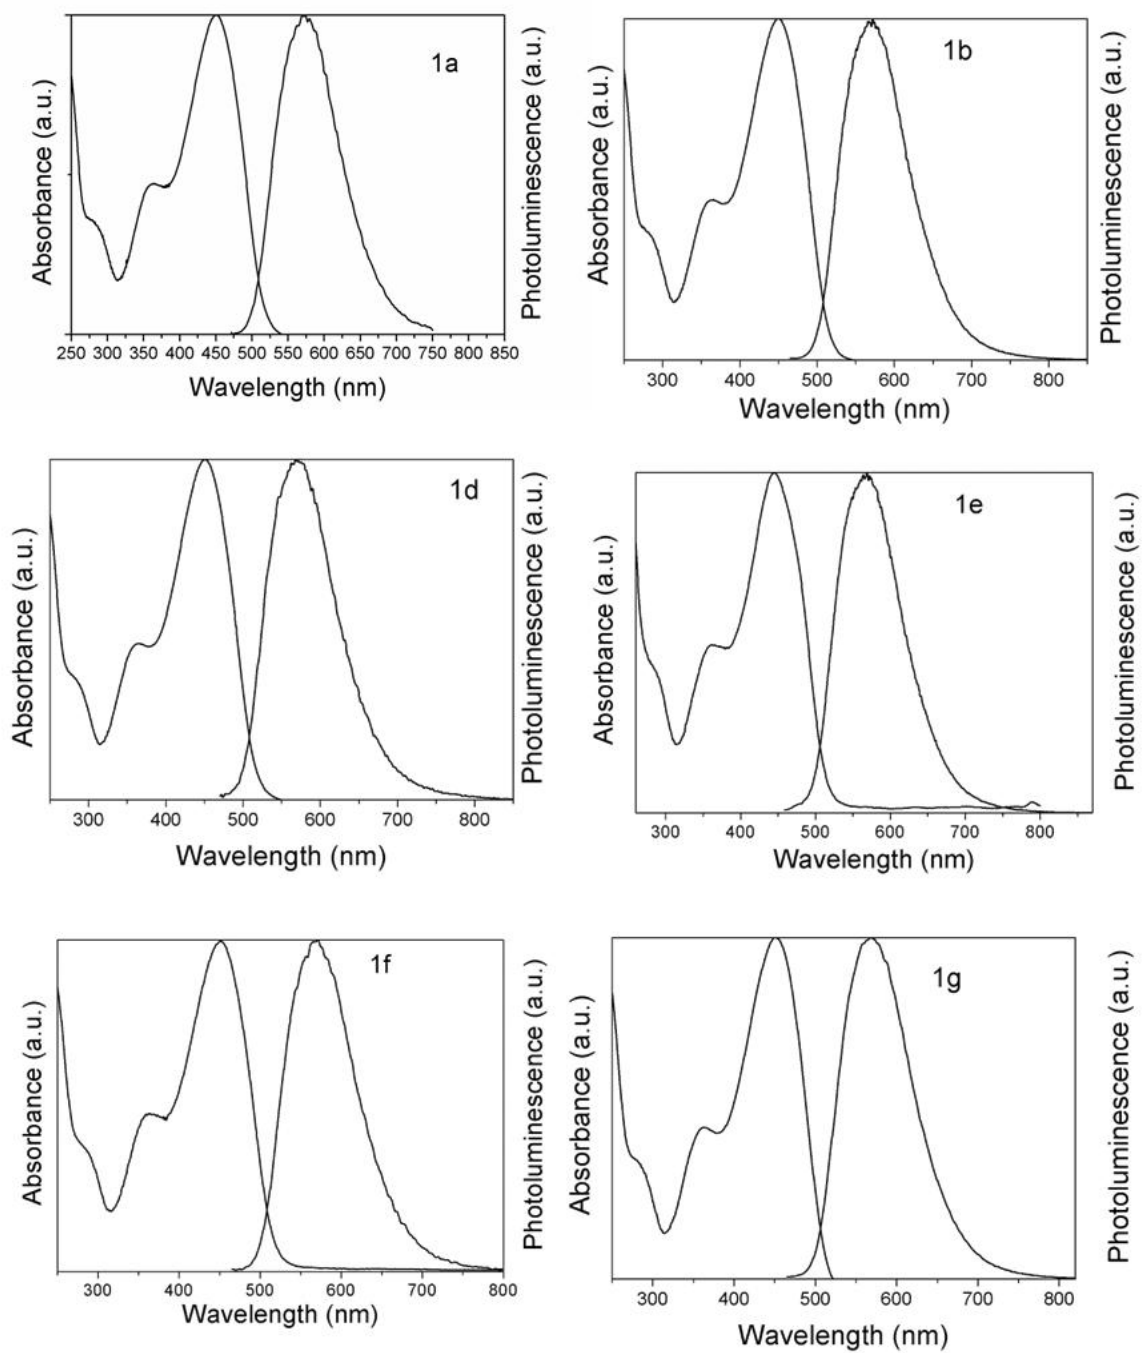 Absorbance (a.u.)
1a
Photoluminescence (a.u.)
250 300 350 400 450 500 550 600 650 700 750 800 850
Wavelength (nm)
Absorbance (a.u.)
1b
Photoluminescence (a.u.)
300 400 500 600 700 800
Wavelength (nm)
Absorbance (a.u.)
1d
Photoluminescence (a.u.)
300 400 500 600 700 800
Wavelength (nm)
Absorbance (a.u.)
1e
Photoluminescence (a.u.)
300 400 500 600 700 800
Wavelength (nm)
Absorbance (a.u.)
1f
Photoluminescence (a.u.)
300 400 500 600 700 800
Wavelength (nm)
Absorbance (a.u.)
1g
Photoluminescence (a.u.)
300 400 500 600 700 800
Wavelength (nm)